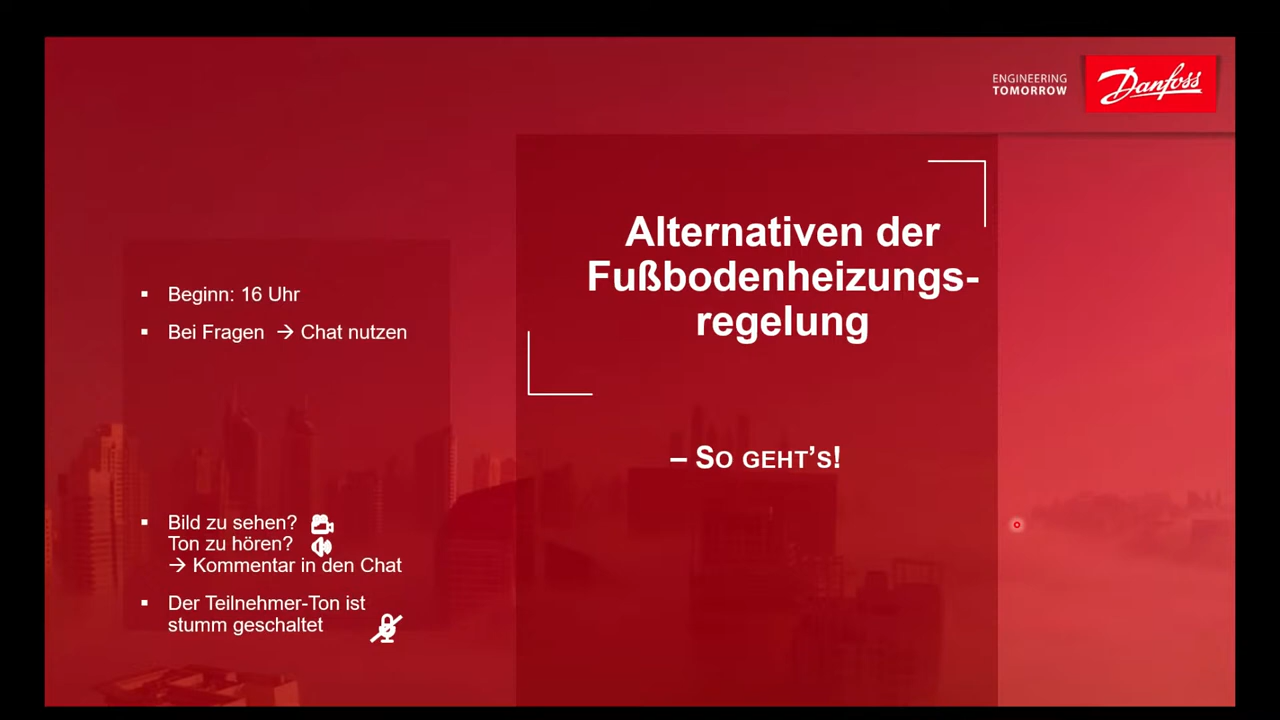 ENGINEERING
TOMORROW
Danfoss
Alternativen der
Fußbodenheizungs-
regelung
– SO GEHT’S!
▪ Beginn: 16 Uhr
▪ Bei Fragen → Chat nutzen
▪ Bild zu sehen?
Ton zu hören?
→ Kommentar in den Chat
▪ Der Teilnehmer-Ton ist
stumm geschaltet